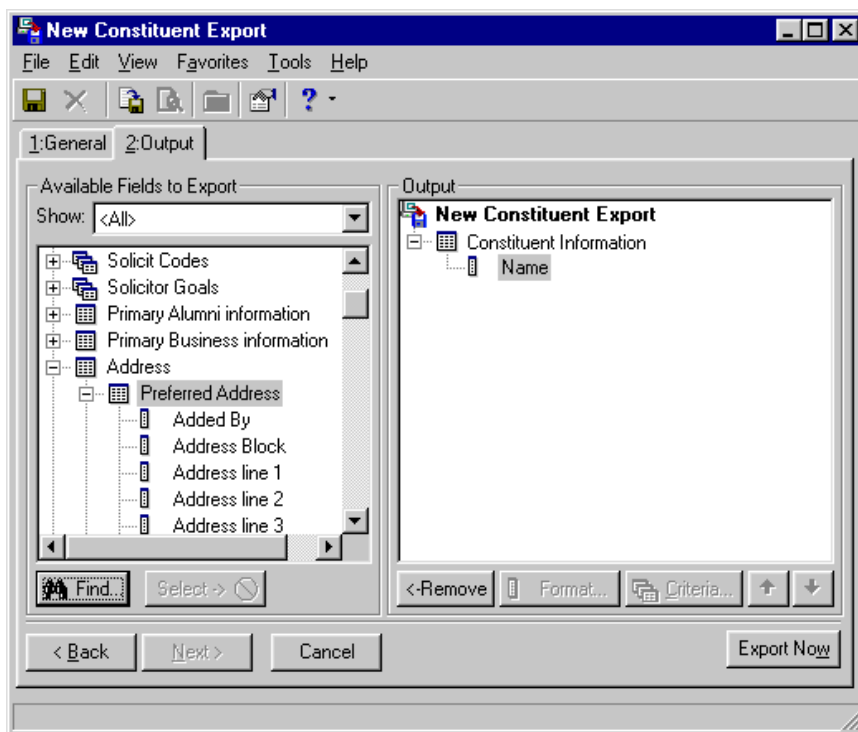 New Constituent Export
File Edit View Favorites Tools Help
?
1:General 2:Output
Available Fields to Export
Show: <All>
Solicit Codes
Solicitor Goals
Primary Alumni information
Primary Business information
Address
Preferred Address
Added By
Address Block
Address line 1
Address line 2
Address line 3
Find...
Select ->
Output
New Constituent Export
Constituent Information
Name
<-Remove
Format...
Criteria...
< Back
Next >
Cancel
Export Now